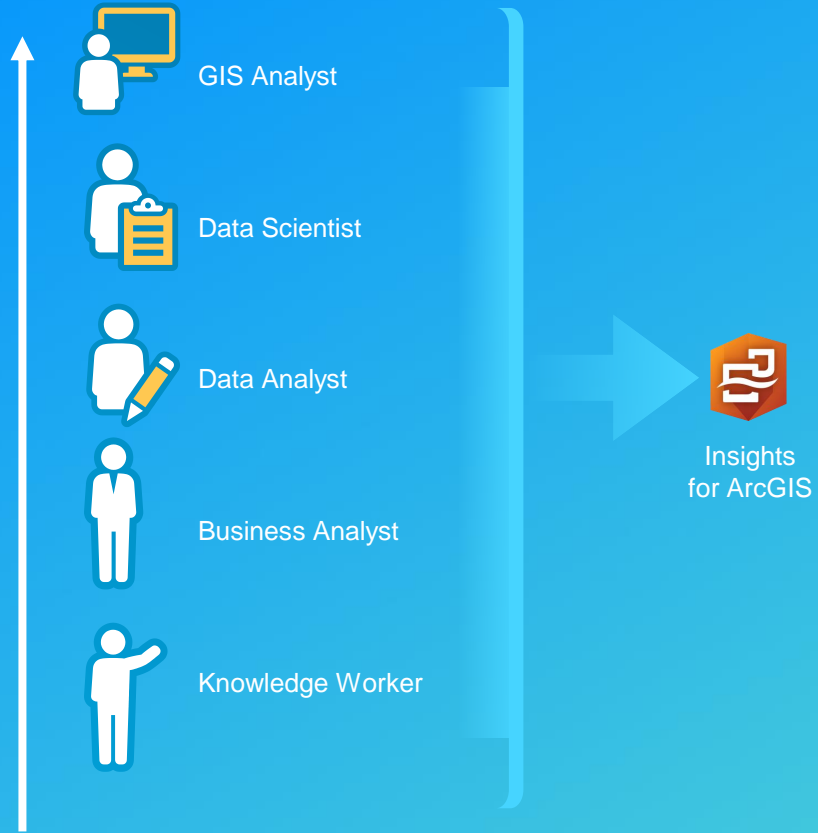 GIS Analyst
Data Scientist
Data Analyst
Business Analyst
Knowledge Worker
Insights
for ArcGIS